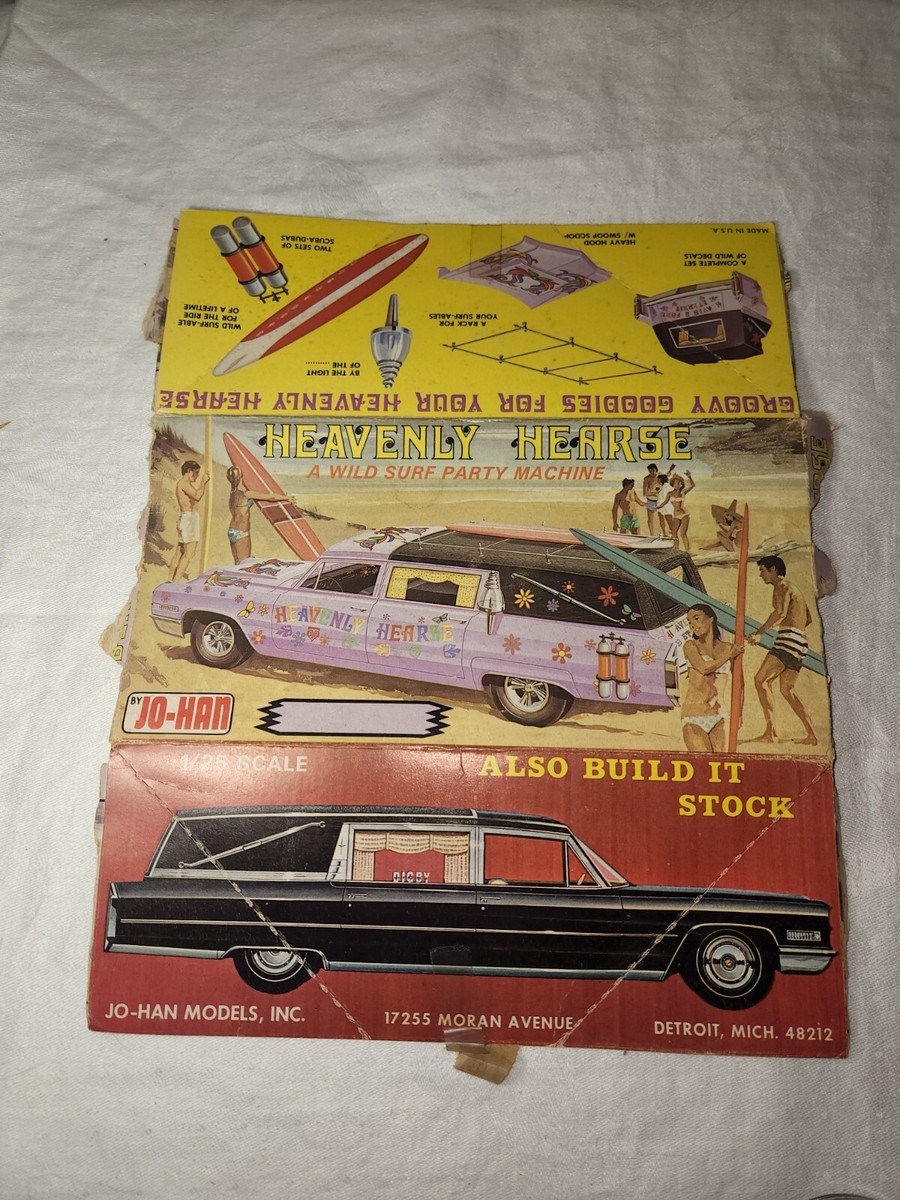 MADE IN U.S.A.
A COMPLETE SET
OF WILD DECALS
HEAVY HOOD
W/ SWOOP SCOOP
TWO SETS OF
SCUBA-DUBAS
A RACK FOR
YOUR SURF-ABLES
WILD SURF-ABLE
FOR THE RIDE
OF A LIFETIME
BY THE LIGHT
OF THE .........
GROOVY GOODIES FOR YOUR HEAVENLY HEARSE
HEAVENLY HEARSE
A WILD SURF PARTY MACHINE
HEAVENLY HEARSE
BY JO-HAN
1/25 SCALE
ALSO BUILD IT
STOCK
DIGBY
JO-HAN MODELS, INC.
17255 MORAN AVENUE
DETROIT, MICH. 48212